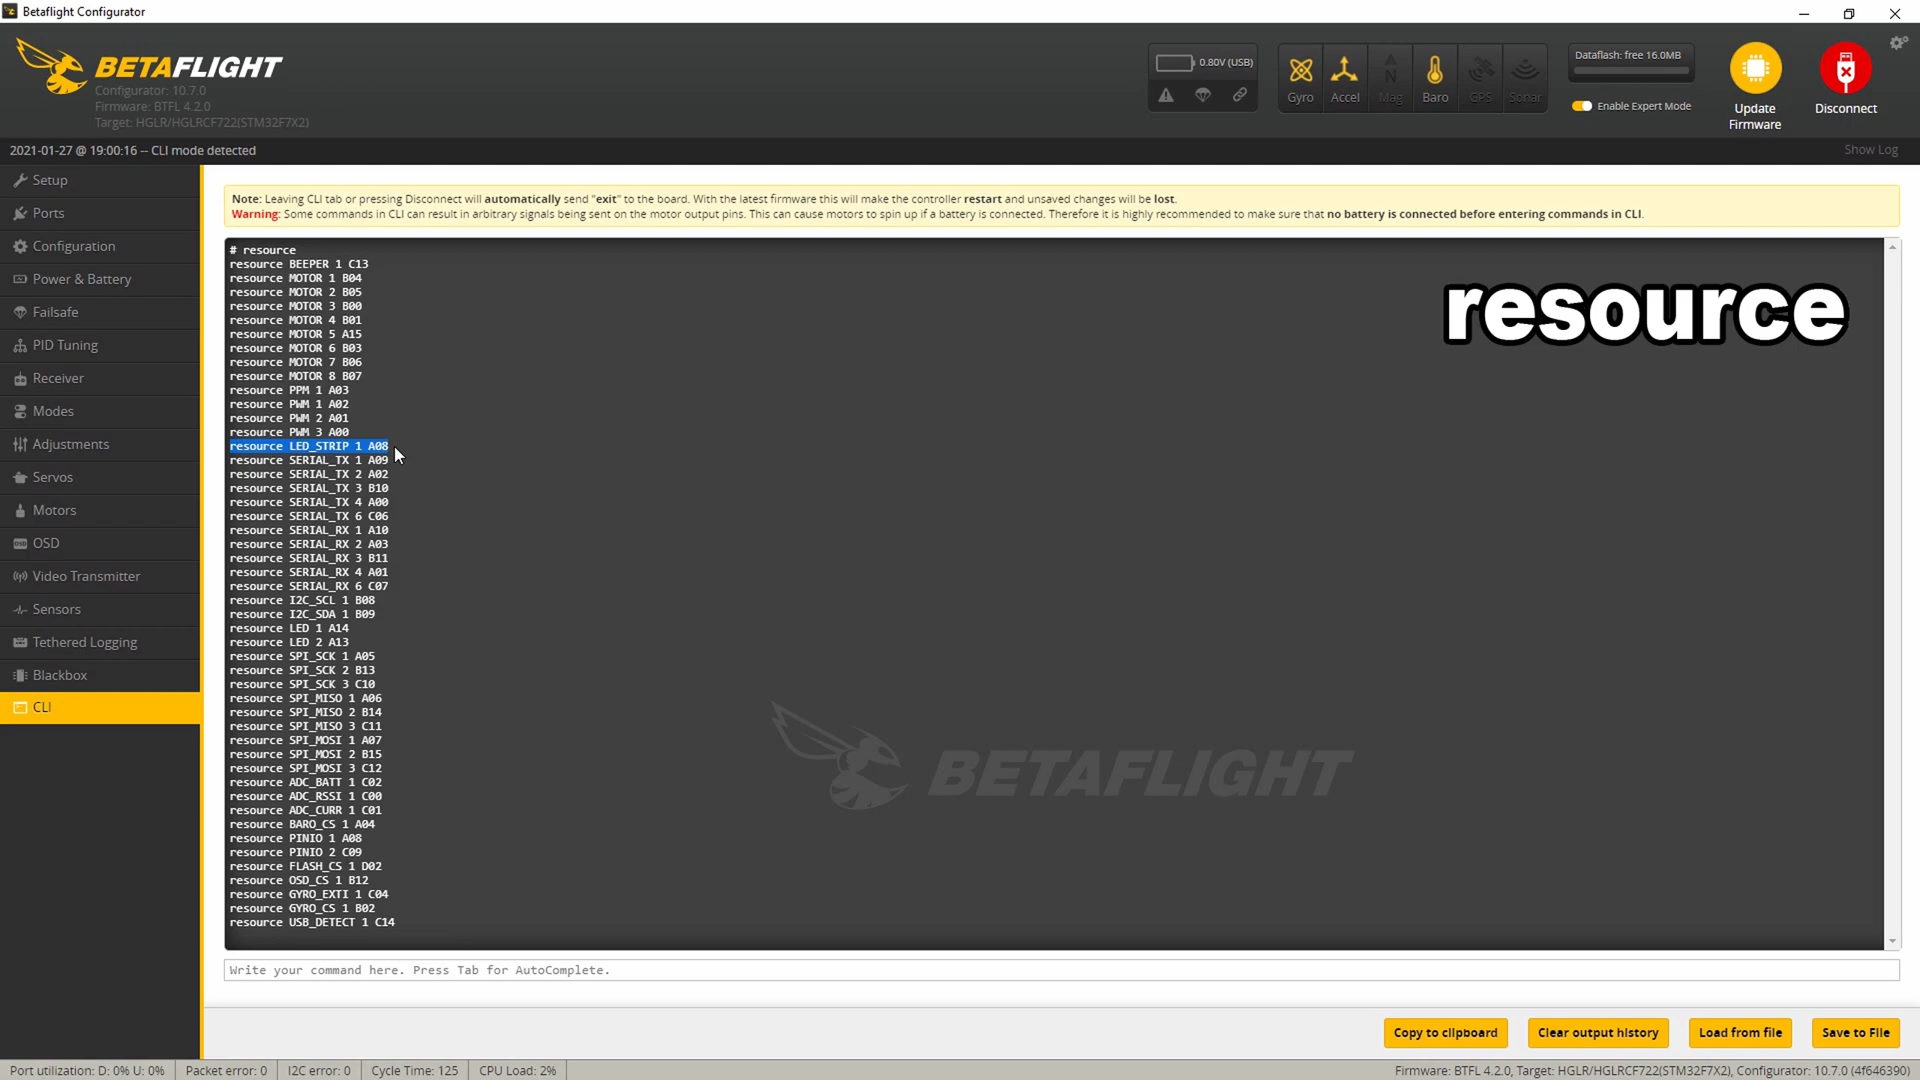 Betaflight Configurator
BETAFLIGHT
Configurator: 10.7.0
Firmware: BTFL 4.2.0
Target: HGLR/HGLRCF722(STM32F7X2)
0.80V (USB)
Gyro
Accel
Mag
Baro
GPS
Sonar
Dataflash: free 16.0MB
Enable Expert Mode
Update
Firmware
Disconnect
2021-01-27 @ 19:00:16 -- CLI mode detected
Show Log
Setup
Ports
Configuration
Power & Battery
Failsafe
PID Tuning
Receiver
Modes
Adjustments
Servos
Motors
OSD
Video Transmitter
Sensors
Tethered Logging
Blackbox
CLI
Note: Leaving CLI tab or pressing Disconnect will automatically send "exit" to the board. With the latest firmware this will make the controller restart and unsaved changes will be lost.
Warning: Some commands in CLI can result in arbitrary signals being sent on the motor output pins. This can cause motors to spin up if a battery is connected. Therefore it is highly recommended to make sure that no battery is connected before entering commands in CLI.
# resource
resource BEEPER 1 C13
resource MOTOR 1 B04
resource MOTOR 2 B05
resource MOTOR 3 B00
resource MOTOR 4 B01
resource MOTOR 5 A15
resource MOTOR 6 B03
resource MOTOR 7 B06
resource MOTOR 8 B07
resource PPM 1 A03
resource PWM 1 A02
resource PWM 2 A01
resource PWM 3 A00
resource LED_STRIP 1 A08
resource SERIAL_TX 1 A09
resource SERIAL_TX 2 A02
resource SERIAL_TX 3 B10
resource SERIAL_TX 4 A00
resource SERIAL_TX 6 C06
resource SERIAL_RX 1 A10
resource SERIAL_RX 2 A03
resource SERIAL_RX 3 B11
resource SERIAL_RX 4 A01
resource SERIAL_RX 6 C07
resource I2C_SCL 1 B08
resource I2C_SDA 1 B09
resource LED 1 A14
resource LED 2 A13
resource SPI_SCK 1 A05
resource SPI_SCK 2 B13
resource SPI_SCK 3 C10
resource SPI_MISO 1 A06
resource SPI_MISO 2 B14
resource SPI_MISO 3 C11
resource SPI_MOSI 1 A07
resource SPI_MOSI 2 B15
resource SPI_MOSI 3 C12
resource ADC_BATT 1 C02
resource ADC_RSSI 1 C00
resource ADC_CURR 1 C01
resource BARO_CS 1 A04
resource PINIO 1 A08
resource PINIO 2 C09
resource FLASH_CS 1 D02
resource OSD_CS 1 B12
resource GYRO_EXTI 1 C04
resource GYRO_CS 1 B02
resource USB_DETECT 1 C14
resource
BETAFLIGHT
Write your command here. Press Tab for AutoComplete.
Copy to clipboard
Clear output history
Load from file
Save to File
Port utilization: D: 0% U: 0%
Packet error: 0
I2C error: 0
Cycle Time: 125
CPU Load: 2%
Firmware: BTFL 4.2.0, Target: HGLR/HGLRCF722(STM32F7X2), Configurator: 10.7.0 (4f646390)